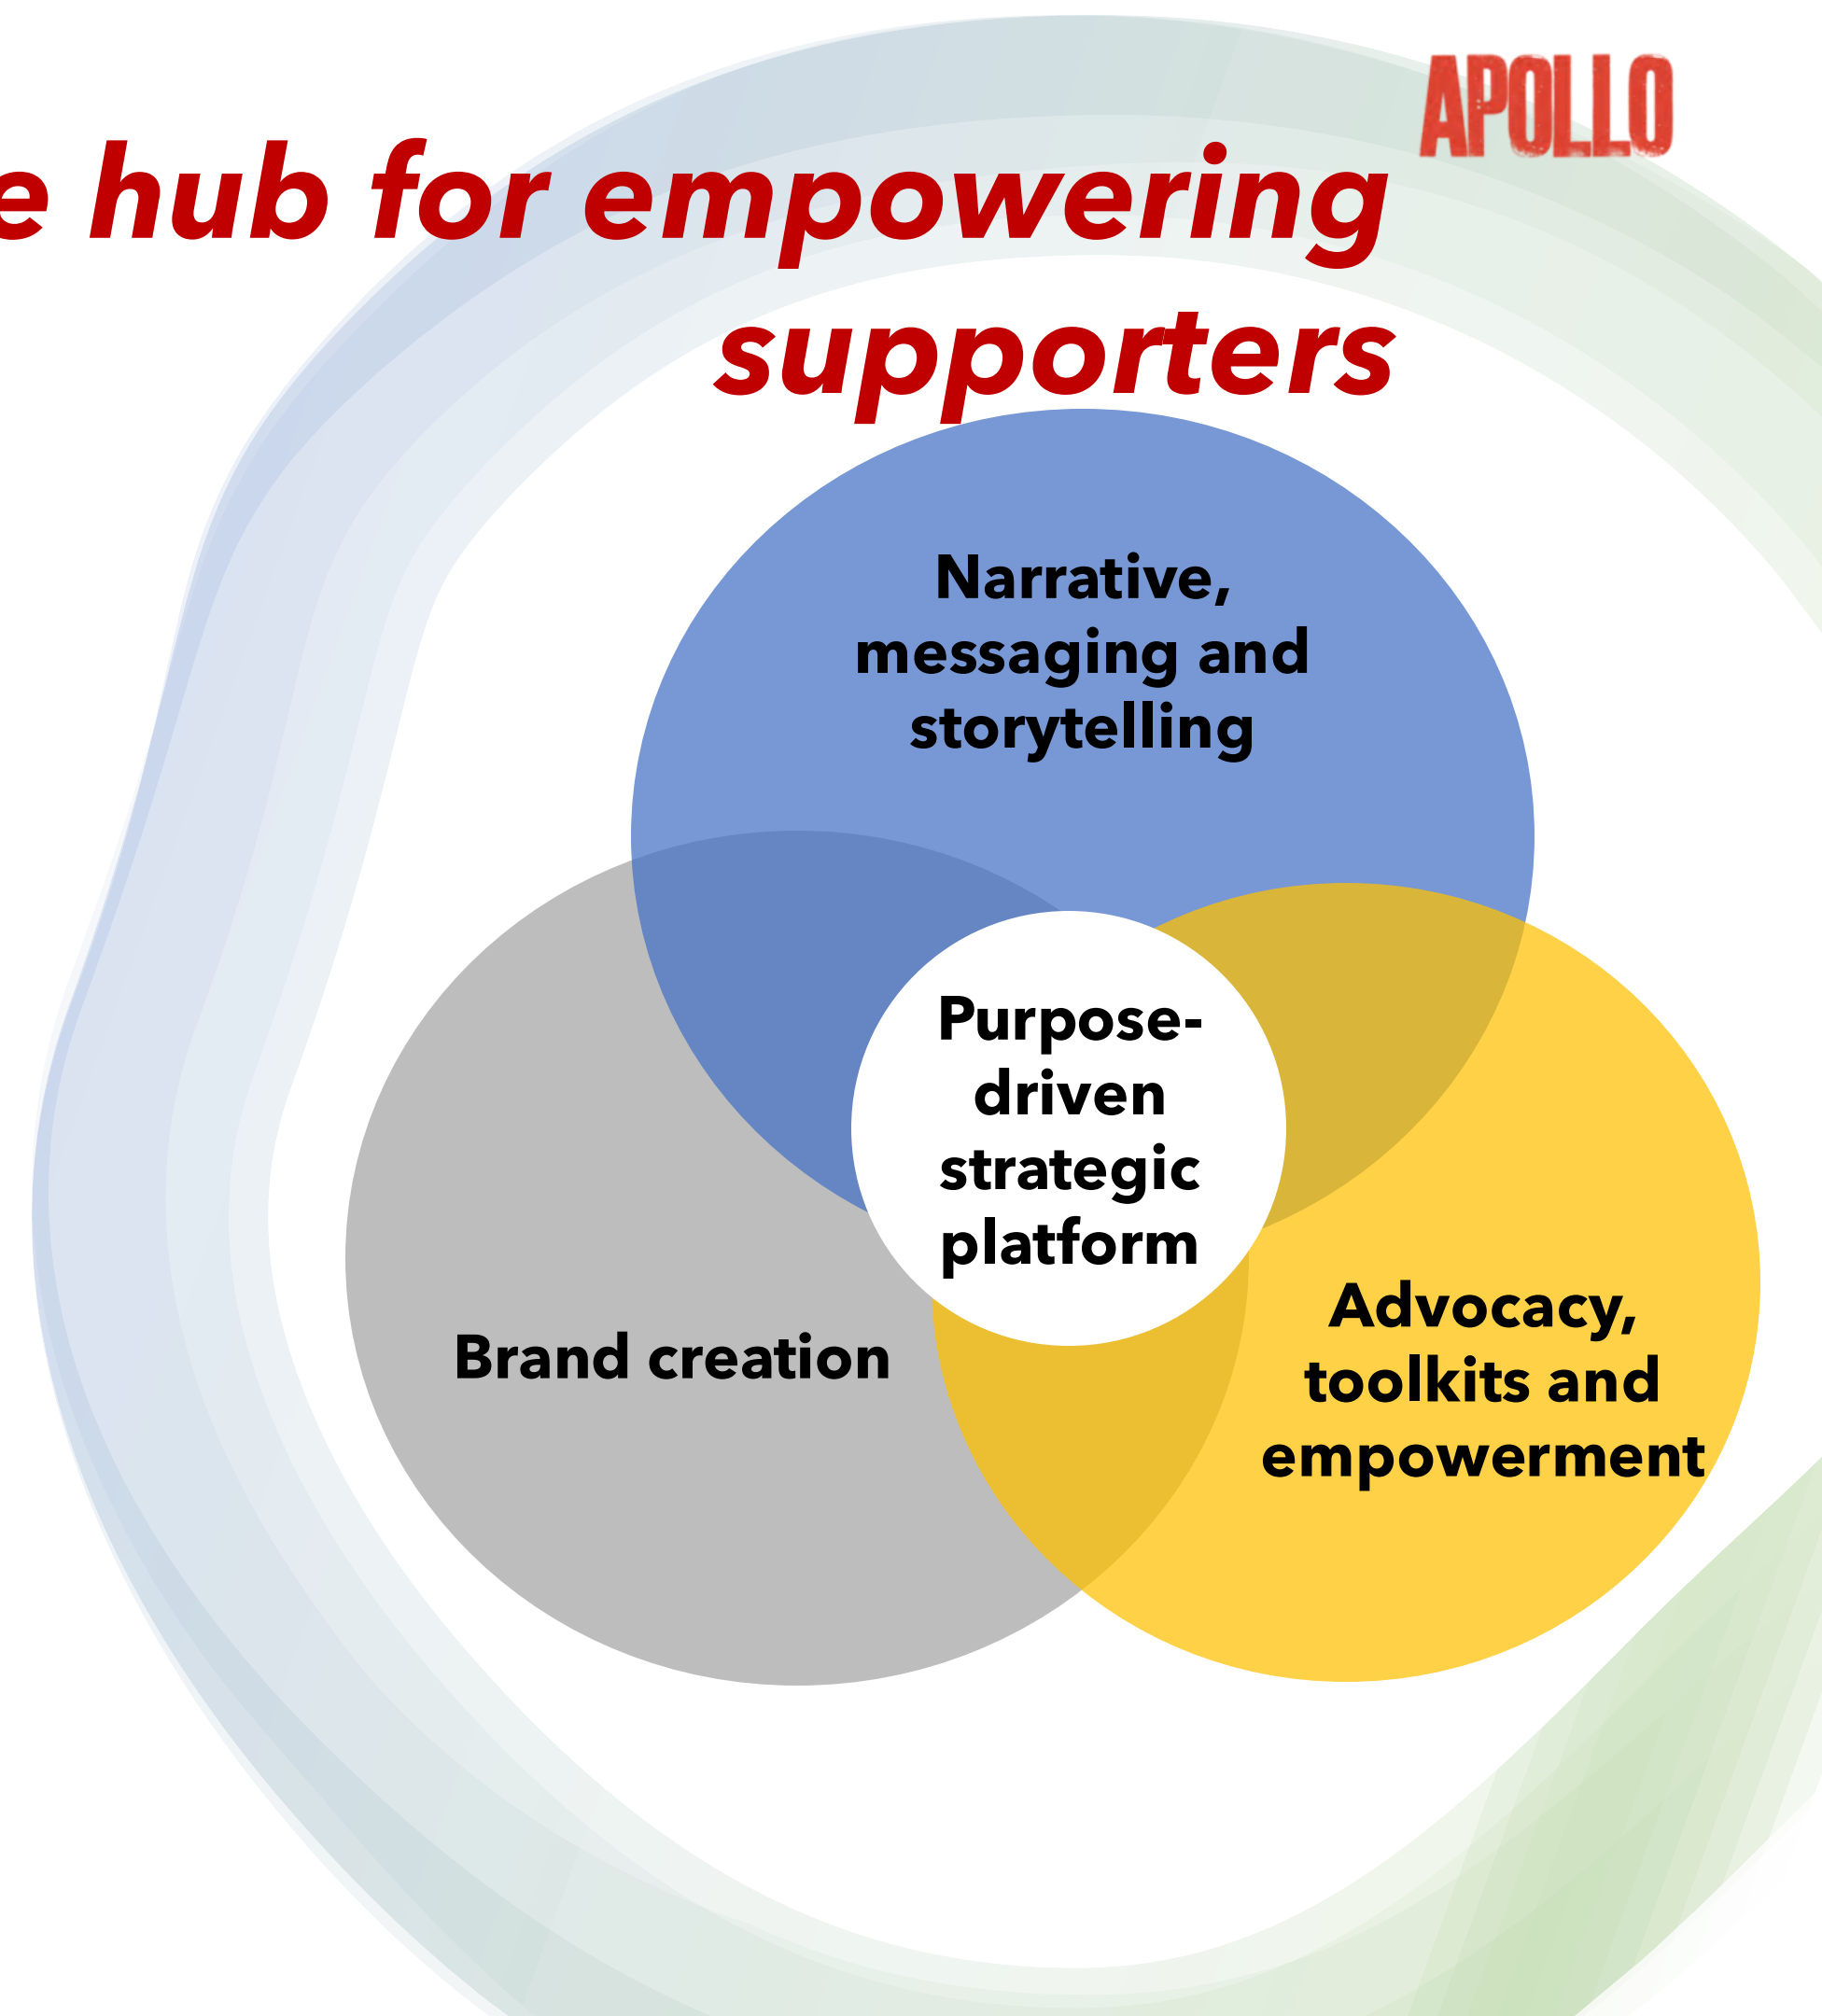 APOLLO
e hub for empowering
supporters
Narrative,
messaging and
storytelling
Purpose-
driven
strategic
platform
Brand creation
Advocacy,
toolkits and
empowerment